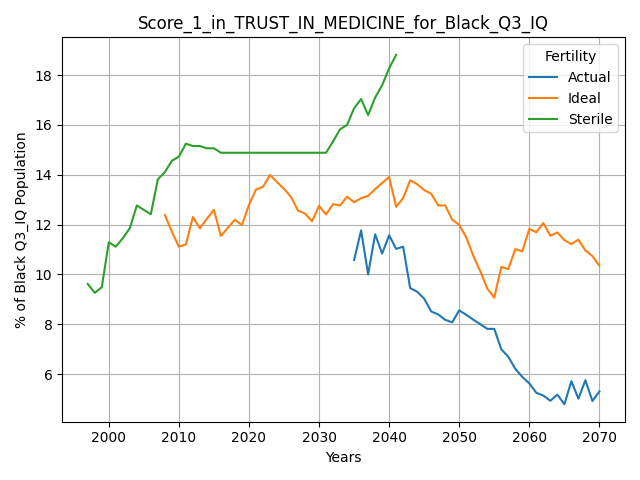 Score_1_in_TRUST_IN_MEDICINE_for_Black_Q3_IQ
Fertility
Actual
Ideal
Sterile
% of Black Q3_IQ Population
18
16
14
12
10
8
6
2000 2010 2020 2030 2040 2050 2060 2070
Years